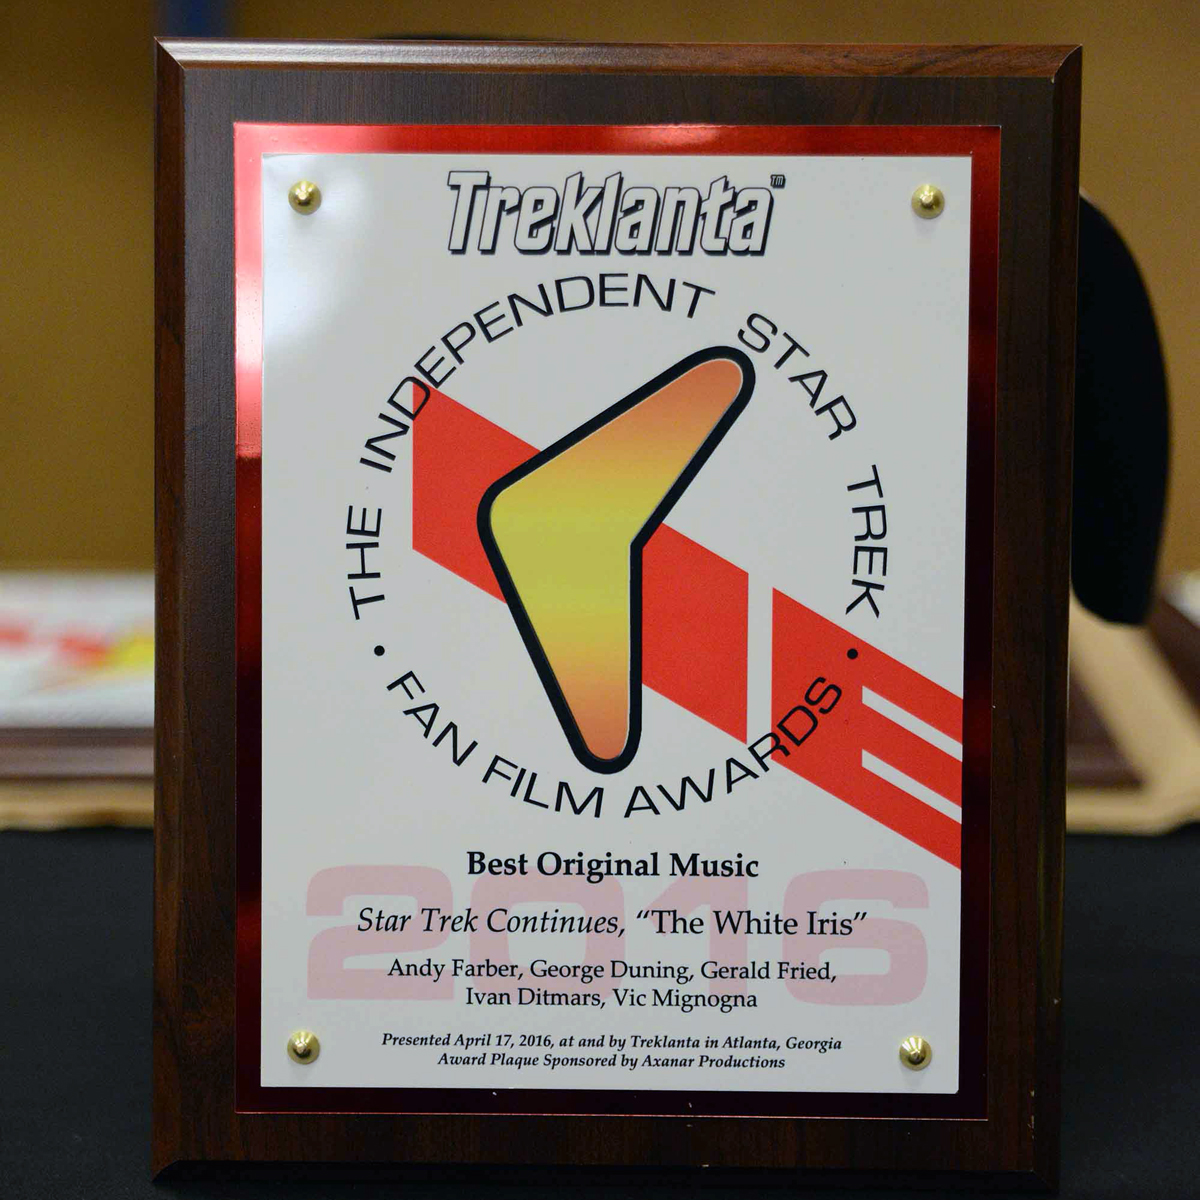 Treklanta™
THE INDEPENDENT STAR TREK
• FAN FILM AWARDS •
2016
Best Original Music
Star Trek Continues, “The White Iris”
Andy Farber, George Duning, Gerald Fried,
Ivan Ditmars, Vic Mignogna
Presented April 17, 2016, at and by Treklanta in Atlanta, Georgia
Award Plaque Sponsored by Axanar Productions